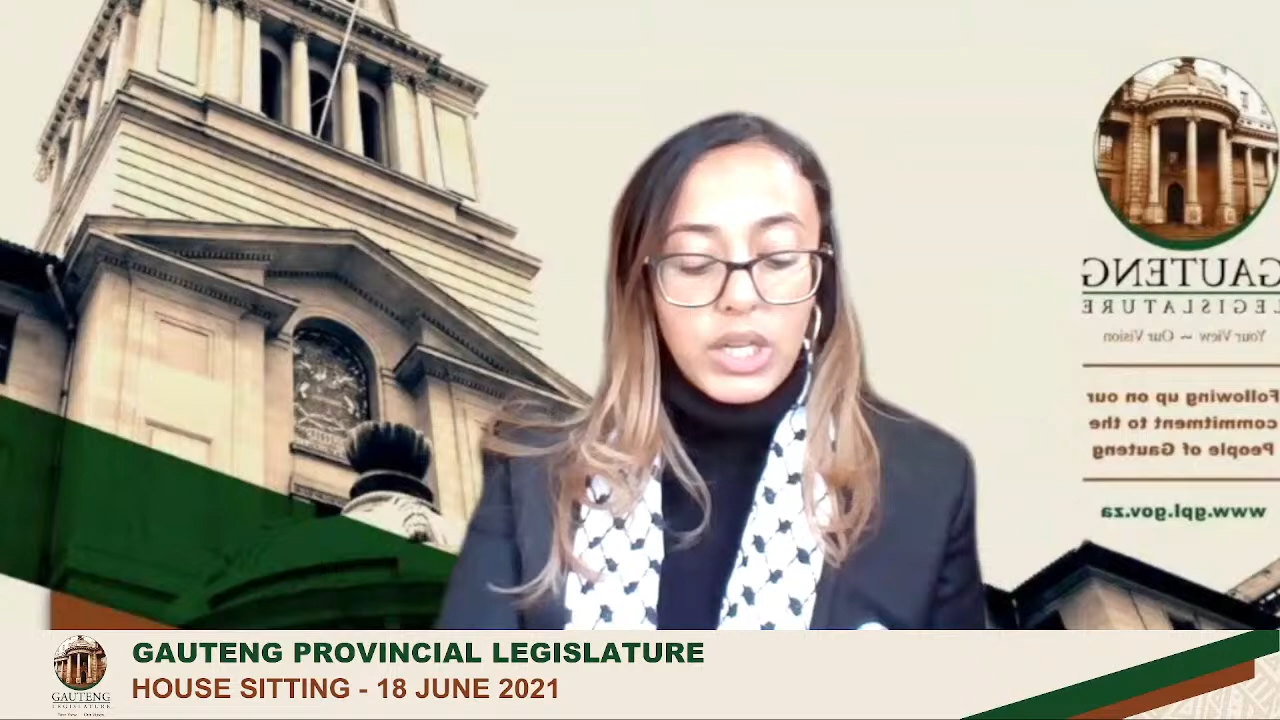 GAUTENG
LEGISLATURE
Your View - Our Vision
Following up on our
commitment to the
People of Gauteng
www.gpl.gov.za
GAUTENG PROVINCIAL LEGISLATURE
HOUSE SITTING - 18 JUNE 2021
GAUTENG
LEGISLATURE